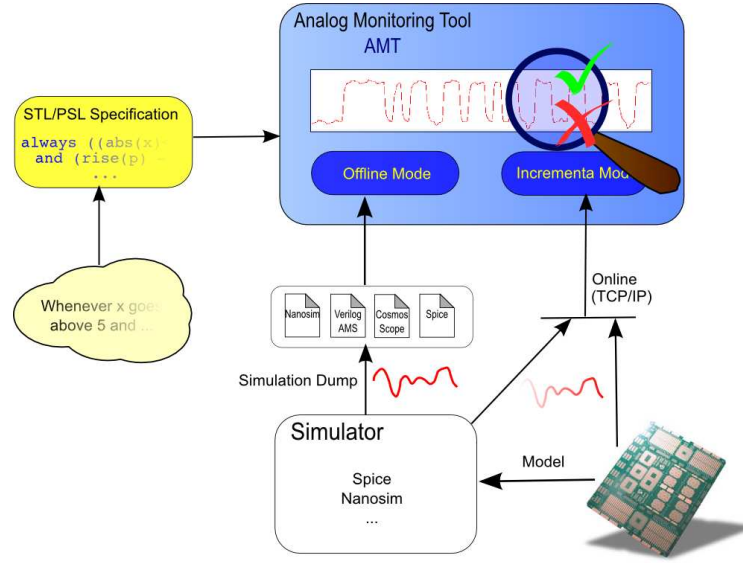 Analog Monitoring Tool
AMT
STL/PSL Specification
always ((abs(x)
and (rise(p) -
...
Offline Mode
Incrementa Mod
Whenever x goes
above 5 and ...
Online
(TCP/IP)
Nanosim
Verilog
AMS
Cosmos
Scope
Spice
Simulation Dump
Simulator
Spice
Nanosim
...
Model